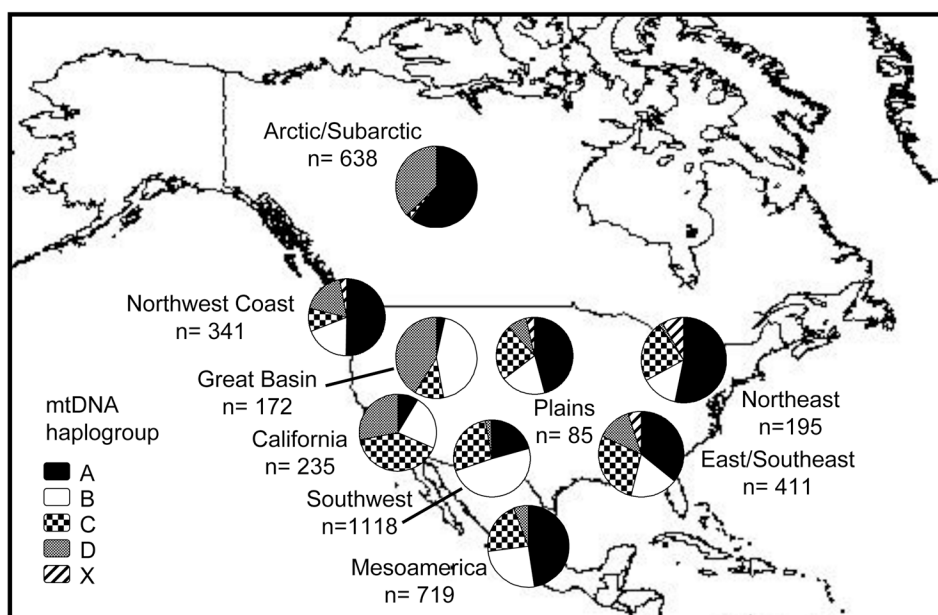 Arctic/Subarctic
n= 638
Northwest Coast
n= 341
Great Basin
n= 172
Plains
n= 85
Northeast
n=195
California
n= 235
East/Southeast
n= 411
Southwest
n=1118
Mesoamerica
n= 719
mtDNA
haplogroup
A
B
C
D
X